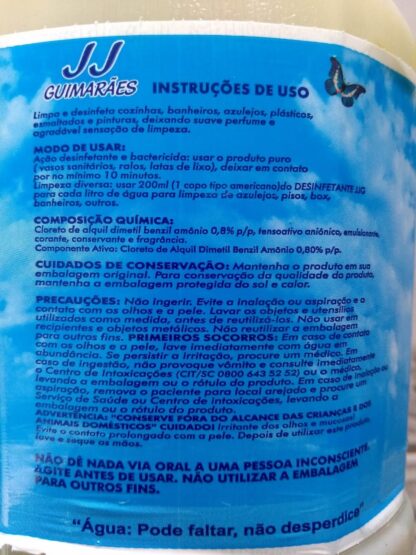 JJ
GUIMARÃES
INSTRUÇÕES DE USO
Limpa e desinfeta cozinhas, banheiros, azulejos, plásticos,
esmaltados e pinturas, deixando suave perfume e
agradável sensação de limpeza.
MODO DE USAR:
Ação desinfetante e bactericida: usar o produto puro
( vasos sanitários, ralos, latas de lixo), deixar em contato
por no mínimo 10 minutos.
Limpeza diversa: usar 200ml (1 copo tipo americano)do DESINFETANTE JJG
para cada litro de água para limpeza de azulejos, pisos, box,
banheiros, outros.
COMPOSIÇÃO QUÍMICA:
Cloreto de alquil dimetil benzil amônio 0,8% p/p, tensoativo aniônico, emulsionante,
corante, conservante e fragrância.
Componente Ativo: Cloreto de Alquil Dimetil Benzil Amônio 0,80% p/p.
CUIDADOS DE CONSERVAÇÃO: Mantenha o produto em sua
embalagem original. Para conservação da qualidade do produto,
mantenha a embalagem protegida do sol e calor.
PRECAUÇÕES: Não ingerir. Evite a inalação ou aspiração e o
contato com os olhos e a pele. Lavar os objetos e utensílios
utilizados como medida, antes de reutilizá-los. Não usar em
recipientes e objetos metálicos. Não reutilizar a embalagem
para outros fins. PRIMEIROS SOCORROS: Em caso de contato
com os olhos e a pele, lave imediatamente com água em
abundância. Se persistir a irritação, procure um médico. Em
caso de ingestão, não provoque vômito e consulte imediatamente
o Centro de Intoxicações (CIT/SC 0800 643 52 52) ou o médico,
levando a embalagem ou o rótulo do produto. Em caso de inalação ou
aspiração, remova o paciente para local arejado e procure um
Serviço de Saúde ou Centro de Intoxicações, levando a
embalagem ou o rótulo do produto.
ADVERTÊNCIA: "CONSERVE FORA DO ALCANCE DAS CRIANÇAS E DOS
ANIMAIS DOMÉSTICOS" CUIDADO! Irritante dos olhos e mucosas!
Evite o contato prolongado com a pele. Depois de utilizar este produto,
lave e seque as mãos.
NÃO DÊ NADA VIA ORAL A UMA PESSOA INCONSCIENTE.
AGITE ANTES DE USAR. NÃO UTILIZAR A EMBALAGEM
PARA OUTROS FINS.
"Água: Pode faltar, não desperdice"